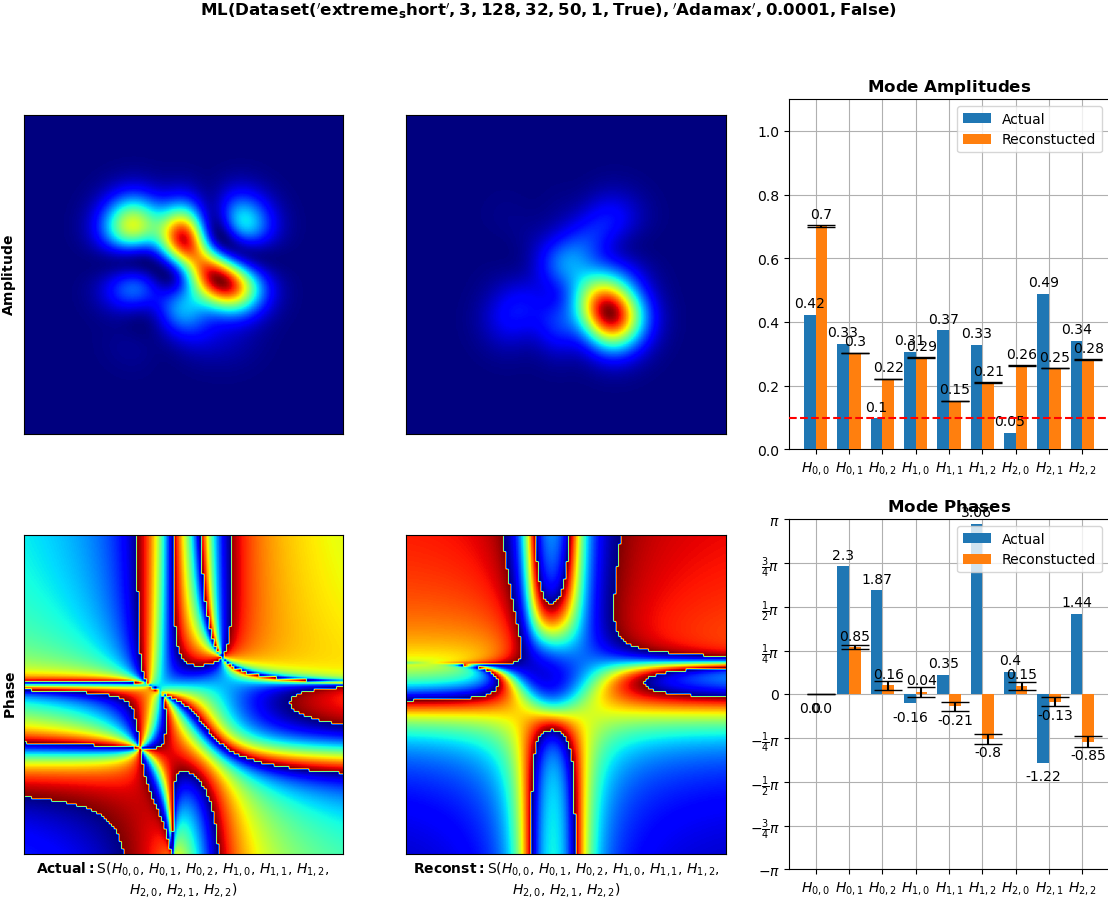 ML(Dataset('extreme_short', 3, 128, 32, 50, 1, True), 'Adamax', 0.0001, False)
Amplitude
Mode Amplitudes
Actual
Reconstucted
1.0
0.8
0.6
0.4
0.2
0.0
0.42
0.7
0.33
0.3
0.1
0.22
0.31
0.29
0.37
0.15
0.33
0.21
0.05
0.26
0.49
0.25
0.34
0.28
H0,0 H0,1 H0,2 H1,0 H1,1 H1,2 H2,0 H2,1 H2,2
Phase
Mode Phases
Actual
Reconstucted
π
3/4π
1/2π
1/4π
0
−1/4π
−1/2π
−3/4π
−π
0.0
0.0
2.3
0.85
1.87
0.16
-0.16
0.04
0.35
-0.21
3.06
-0.8
0.4
0.15
-1.22
-0.13
1.44
-0.85
H0,0 H0,1 H0,2 H1,0 H1,1 H1,2 H2,0 H2,1 H2,2
Actual: S(H0,0, H0,1, H0,2, H1,0, H1,1, H1,2,
H2,0, H2,1, H2,2)
Reconst: S(H0,0, H0,1, H0,2, H1,0, H1,1, H1,2,
H2,0, H2,1, H2,2)